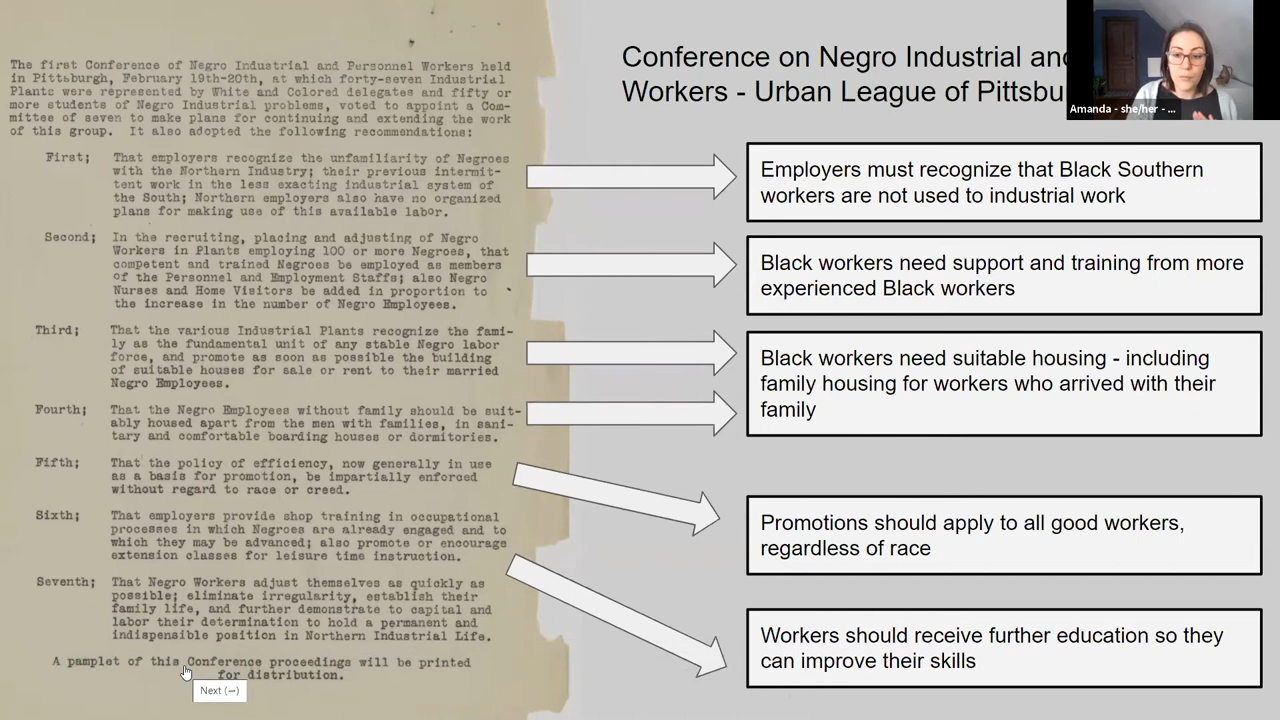 The first Conference of Negro Industrial and Personnel Workers held
in Pittsburgh, February 19th-20th, at which forty-seven Industrial
Plants were represented by White and Colored delegates and fifty or
more students of Negro Industrial problems, voted to appoint a Com-
mittee of seven to make plans for continuing and extending the work
of this group. It also adopted the following recommendations:
First; That employers recognize the unfamiliarity of Negroes
with the Northern Industry; their previous intermit-
tent work in the less exacting industrial system of
the South; Northern employers also have no organized
plans for making use of this available labor.
Second; In the recruiting, placing and adjusting of Negro
Workers in Plants employing 100 or more Negroes, that
competent and trained Negroes be employed as members
of the Personnel and Employment Staffs; also Negro
Nurses and Home Visitors be added in proportion to
the increase in the number of Negro Employees.
Third; That the various Industrial Plants recognize the fami-
ly as the fundamental unit of any stable Negro labor
force, and promote as soon as possible the building
of suitable houses for sale or rent to their married
Negro Employees.
Fourth; That the Negro Employees without family should be suit-
ably housed apart from the men with families, in sani-
tary and comfortable boarding houses or dormitories.
Fifth; That the policy of efficiency, now generally in use
as a basis for promotion, be impartially enforced
without regard to race or creed.
Sixth; That employers provide shop training in occupational
processes in which Negroes are already engaged and to
which they may be advanced; also promote or encourage
extension classes for leisure time instruction.
Seventh; That Negro Workers adjust themselves as quickly as
possible; eliminate irregularity, establish their
family life, and further demonstrate to capital and
labor their determination to hold a permanent and
indispensible position in Northern Industrial Life.
A pamplet of this Conference proceedings will be printed
for distribution.
Next (→)
Conference on Negro Industrial and
Workers - Urban League of Pittsbu
Amanda - she/her - ...
Employers must recognize that Black Southern
workers are not used to industrial work
Black workers need support and training from more
experienced Black workers
Black workers need suitable housing - including
family housing for workers who arrived with their
family
Promotions should apply to all good workers,
regardless of race
Workers should receive further education so they
can improve their skills